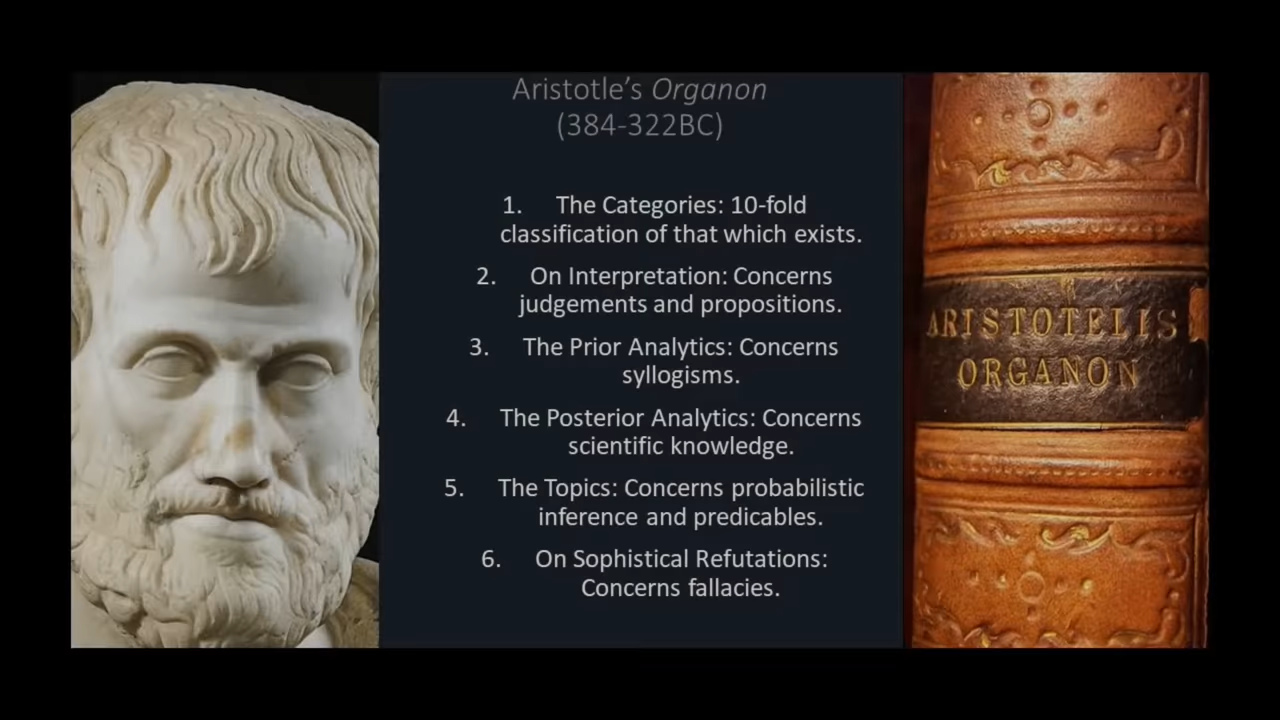 Aristotle's Organon
(384-322BC)
1. The Categories: 10-fold
classification of that which exists.
2. On Interpretation: Concerns
judgements and propositions.
3. The Prior Analytics: Concerns
syllogisms.
4. The Posterior Analytics: Concerns
scientific knowledge.
5. The Topics: Concerns probabilistic
inference and predicables.
6. On Sophistical Refutations:
Concerns fallacies.
ARISTOTELIS
ORGANON